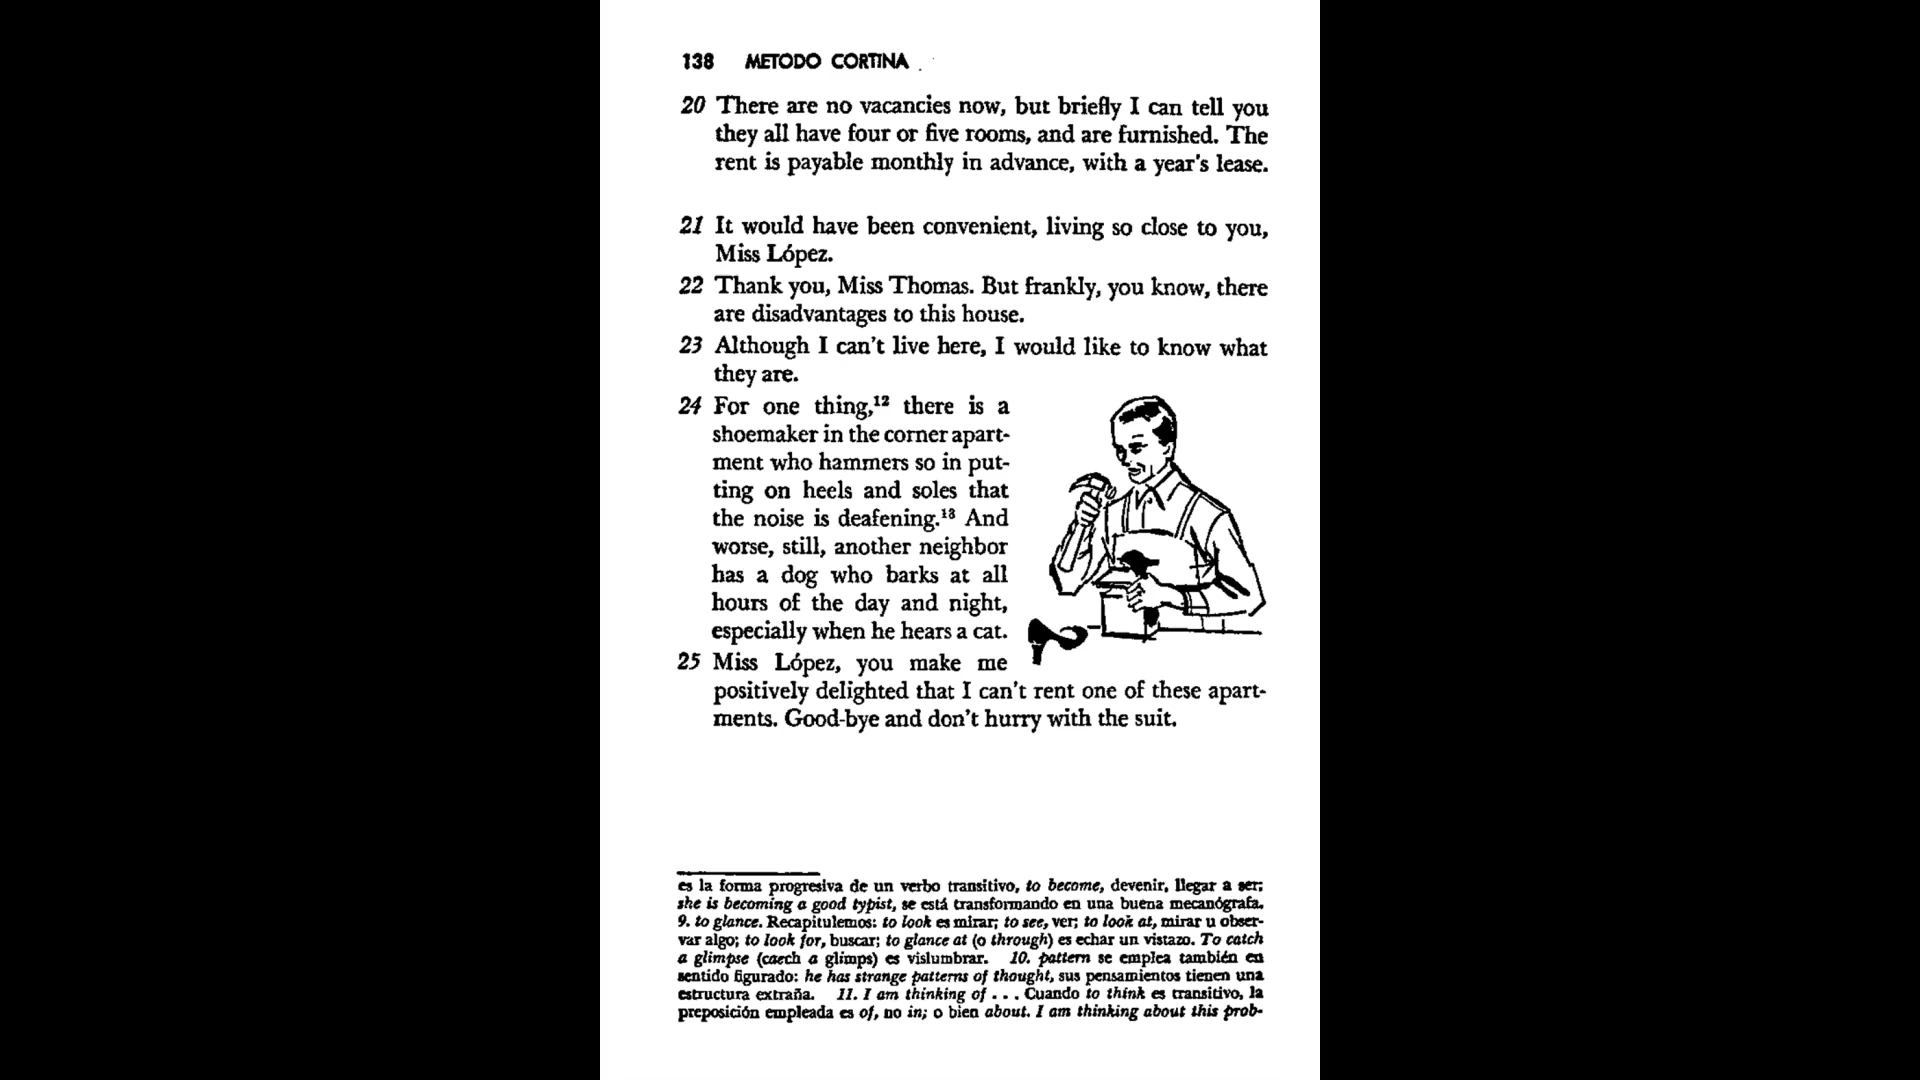 138 METODO CORTINA
20 There are no vacancies now, but briefly I can tell you
they all have four or five rooms, and are furnished. The
rent is payable monthly in advance, with a year's lease.
21 It would have been convenient, living so close to you,
Miss López.
22 Thank you, Miss Thomas. But frankly, you know, there
are disadvantages to this house.
23 Although I can't live here, I would like to know what
they are.
24 For one thing,¹² there is a
shoemaker in the corner apart-
ment who hammers so in put-
ting on heels and soles that
the noise is deafening.¹³ And
worse, still, another neighbor
has a dog who barks at all
hours of the day and night,
especially when he hears a cat.
25 Miss López, you make me
positively delighted that I can't rent one of these apart-
ments. Good-bye and don't hurry with the suit.
es la forma progresiva de un verbo transitivo, to become, devenir, llegar a ser;
she is becoming a good typist, se está transformando en una buena mecanógrafa.
9. to glance. Recapitulemos: to look es mirar; to see, ver; to look at, mirar u obser-
var algo; to look for, buscar; to glance at (o through) es echar un vistazo. To catch
a glimpse (cæch a glimps) es vislumbrar. 10. pattern se emplea también en
sentido figurado: he has strange patterns of thought, sus pensamientos tienen una
estructura extraña. 11. I am thinking of . . . Cuando to think es transitivo, la
preposición empleada es of, no in; o bien about. I am thinking about this prob-